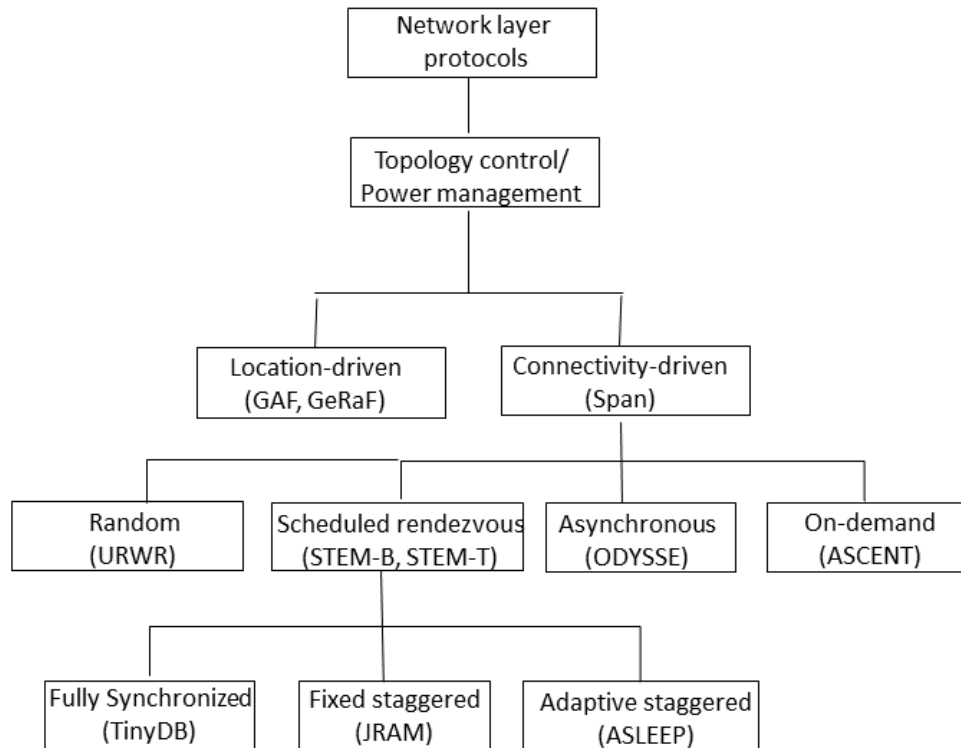 Network layer
protocols
Topology control/
Power management
Location-driven
(GAF, GeRaF)
Connectivity-driven
(Span)
Random
(URWR)
Scheduled rendezvous
(STEM-B, STEM-T)
Asynchronous
(ODYSSE)
On-demand
(ASCENT)
Fully Synchronized
(TinyDB)
Fixed staggered
(JRAM)
Adaptive staggered
(ASLEEP)